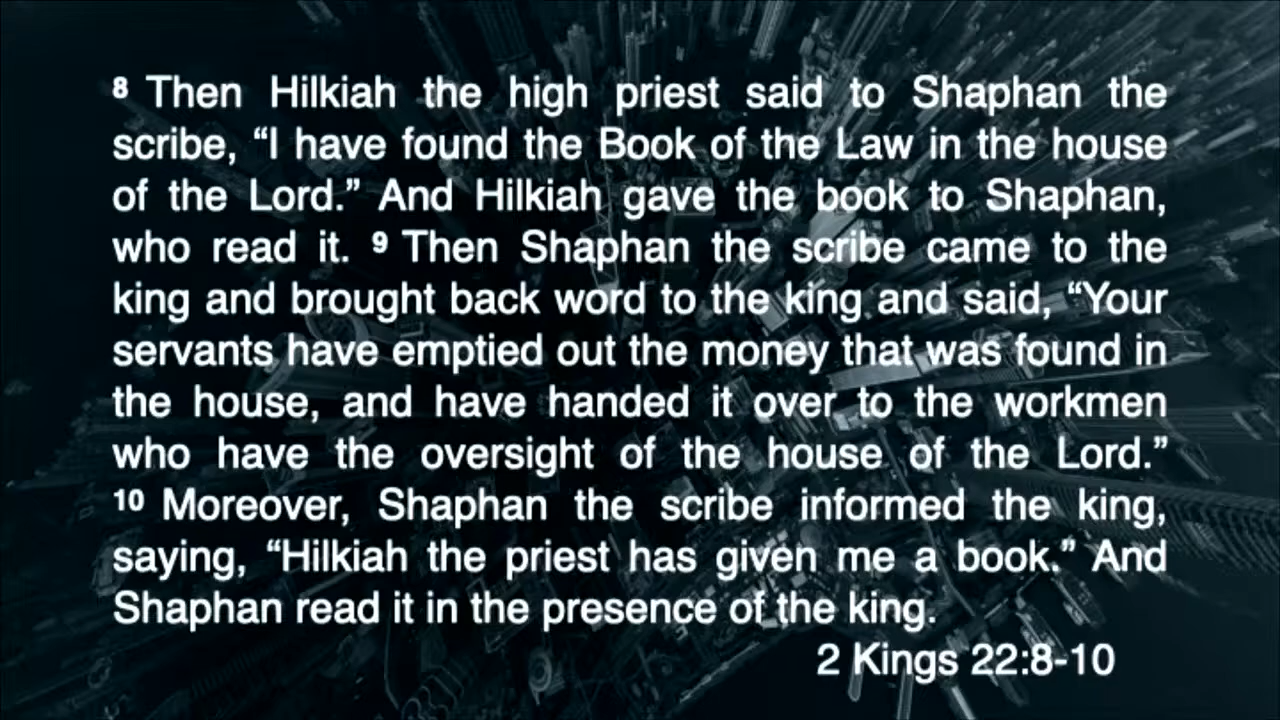 8 Then Hilkiah the high priest said to Shaphan the
scribe, “I have found the Book of the Law in the house
of the Lord.” And Hilkiah gave the book to Shaphan,
who read it. 9 Then Shaphan the scribe came to the
king and brought back word to the king and said, “Your
servants have emptied out the money that was found in
the house, and have handed it over to the workmen
who have the oversight of the house of the Lord.”
10 Moreover, Shaphan the scribe informed the king,
saying, “Hilkiah the priest has given me a book.” And
Shaphan read it in the presence of the king.
2 Kings 22:8-10